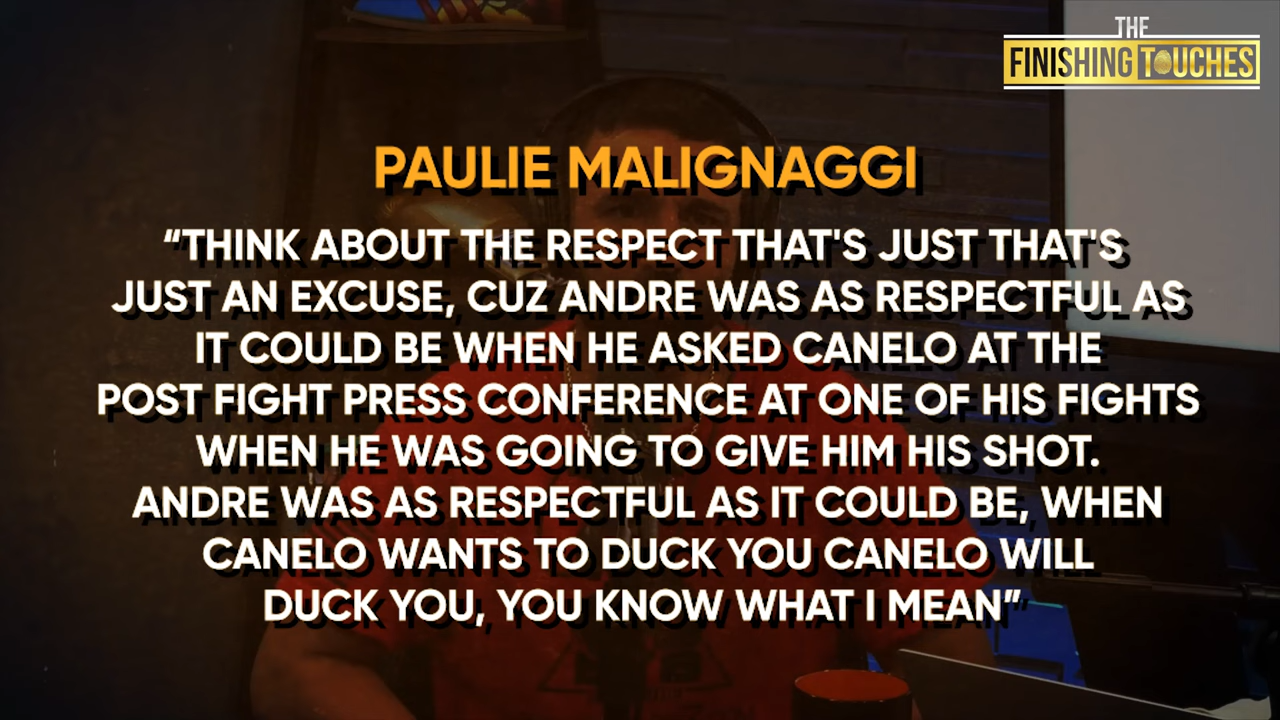 THE
FINISHING TOUCHES
PAULIE MALIGNAGGI
“THINK ABOUT THE RESPECT THAT'S JUST THAT'S
JUST AN EXCUSE, CUZ ANDRE WAS AS RESPECTFUL AS
IT COULD BE WHEN HE ASKED CANELO AT THE
POST FIGHT PRESS CONFERENCE AT ONE OF HIS FIGHTS
WHEN HE WAS GOING TO GIVE HIM HIS SHOT.
ANDRE WAS AS RESPECTFUL AS IT COULD BE, WHEN
CANELO WANTS TO DUCK YOU CANELO WILL
DUCK YOU, YOU KNOW WHAT I MEAN”